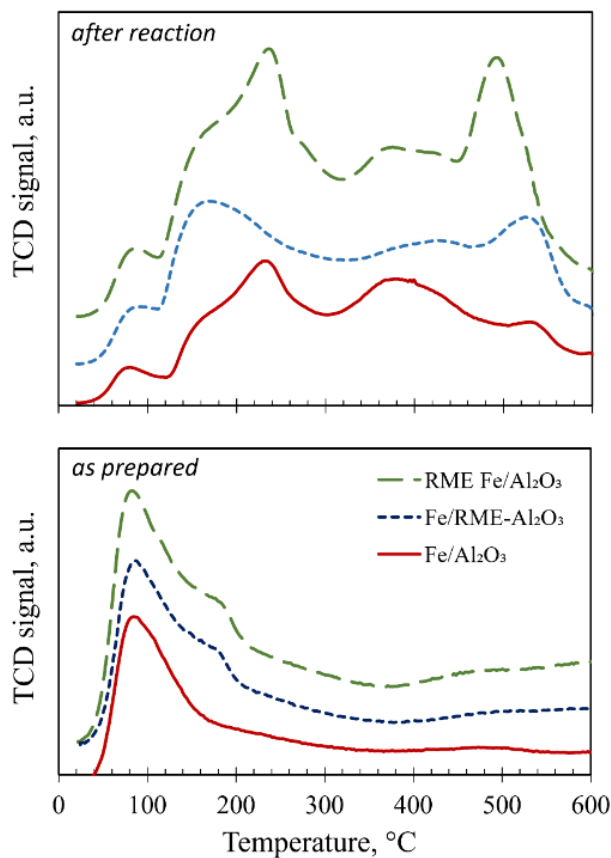 after reaction
TCD signal, a.u.
as prepared
RME Fe/Al₂O₃
Fe/RME-Al₂O₃
Fe/Al₂O₃
TCD signal, a.u.
0 100 200 300 400 500 600
Temperature, °C